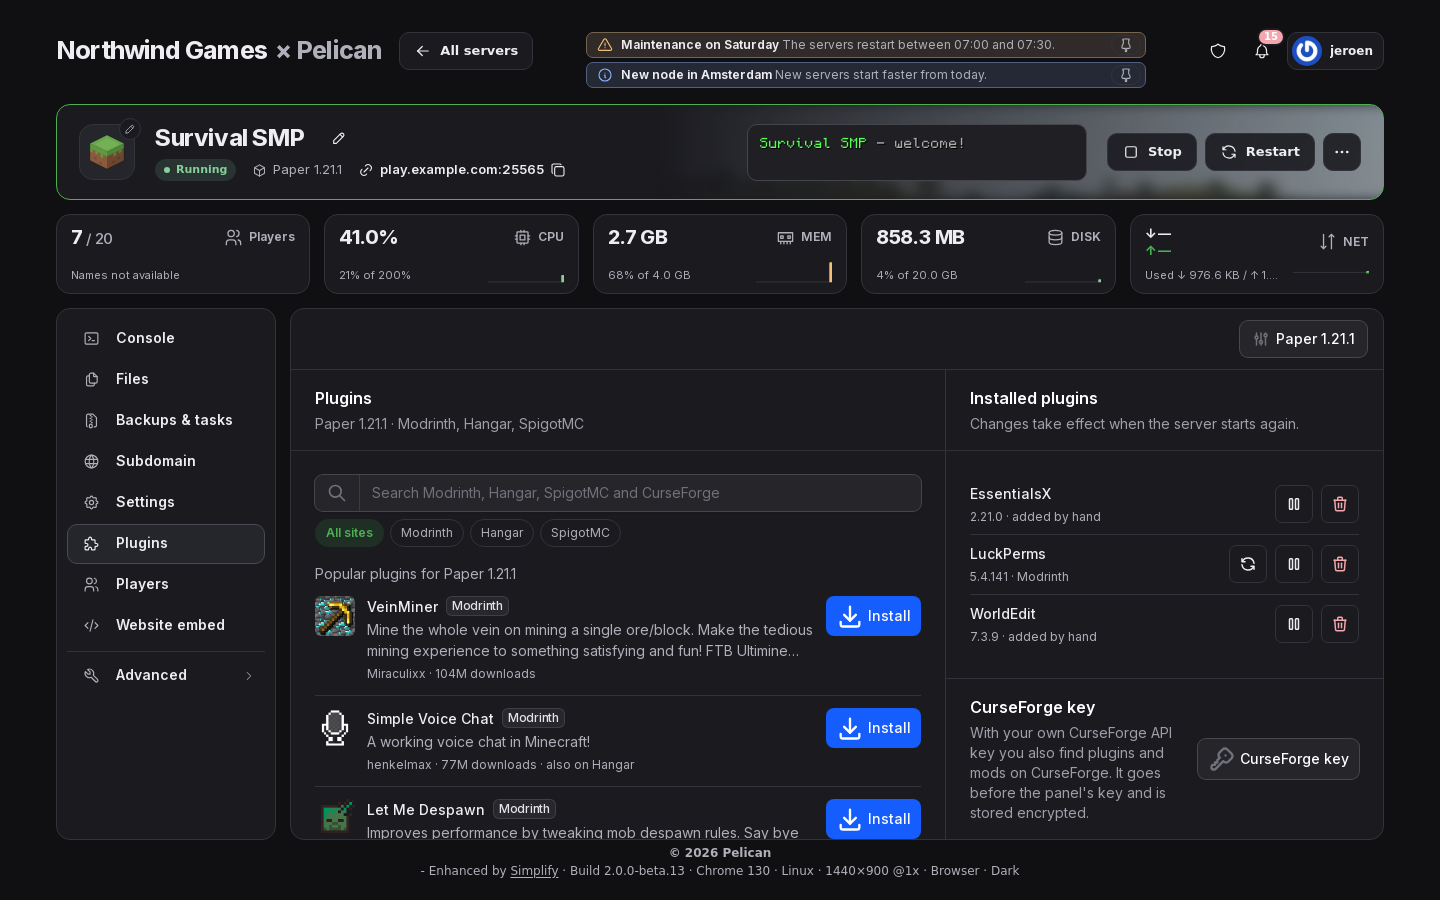 Northwind Games × Pelican
All servers
Maintenance on Saturday The servers restart between 07:00 and 07:30.
New node in Amsterdam New servers start faster from today.
15
jeroen
Survival SMP
Running
Paper 1.21.1
play.example.com:25565
Survival SMP - welcome!
Stop
Restart
7 / 20
Players
Names not available
41.0%
CPU
21% of 200%
2.7 GB
MEM
68% of 4.0 GB
858.3 MB
DISK
4% of 20.0 GB
↓—
↑—
NET
Used ↓ 976.6 KB / ↑ 1....
Console
Files
Backups & tasks
Subdomain
Settings
Plugins
Players
Website embed
Advanced
Paper 1.21.1
Plugins
Paper 1.21.1 · Modrinth, Hangar, SpigotMC
Search Modrinth, Hangar, SpigotMC and CurseForge
All sites
Modrinth
Hangar
SpigotMC
Popular plugins for Paper 1.21.1
VeinMiner Modrinth
Mine the whole vein on mining a single ore/block. Make the tedious
mining experience to something satisfying and fun! FTB Ultimine...
Miraculixx · 104M downloads
Install
Simple Voice Chat Modrinth
A working voice chat in Minecraft!
henkelmax · 77M downloads · also on Hangar
Install
Let Me Despawn Modrinth
Improves performance by tweaking mob despawn rules. Say bye
Install
Installed plugins
Changes take effect when the server starts again.
EssentialsX
2.21.0 · added by hand
LuckPerms
5.4.141 · Modrinth
WorldEdit
7.3.9 · added by hand
CurseForge key
With your own CurseForge API
key you also find plugins and
mods on CurseForge. It goes
before the panel's key and is
stored encrypted.
CurseForge key
© 2026 Pelican
- Enhanced by Simplify · Build 2.0.0-beta.13 · Chrome 130 · Linux · 1440×900 @1x · Browser · Dark